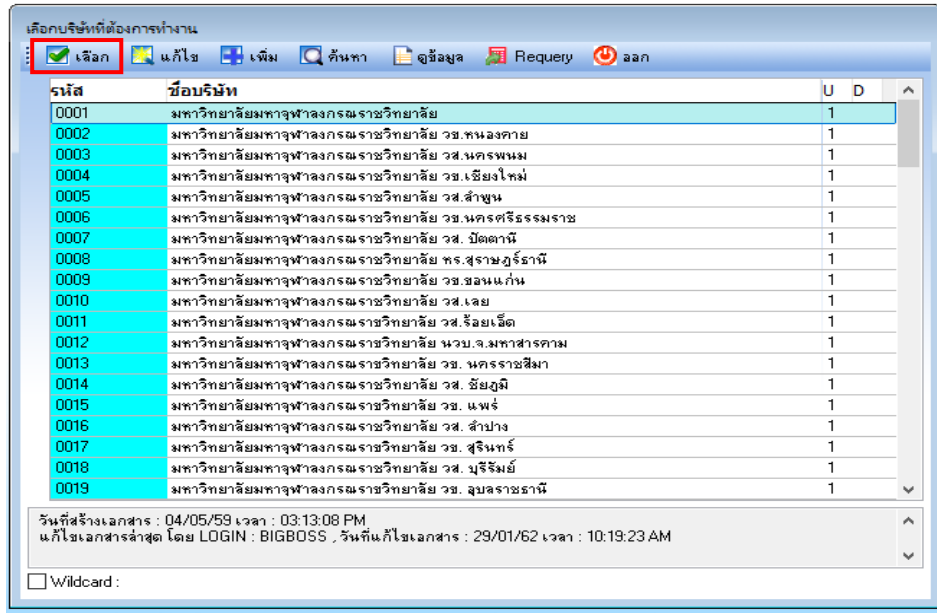 เลือกบริษัทที่ต้องการทำงาน
เลือก แก้ไข เพิ่ม ค้นหา ดูข้อมูล Requery ออก
รหัส ชื่อบริษัท U D
0001 มหาวิทยาลัยมหาจุฬาลงกรณราชวิทยาลัย 1
0002 มหาวิทยาลัยมหาจุฬาลงกรณราชวิทยาลัย วข.หนองคาย 1
0003 มหาวิทยาลัยมหาจุฬาลงกรณราชวิทยาลัย วส.นครพนม 1
0004 มหาวิทยาลัยมหาจุฬาลงกรณราชวิทยาลัย วข.เชียงใหม่ 1
0005 มหาวิทยาลัยมหาจุฬาลงกรณราชวิทยาลัย วส.ลำพูน 1
0006 มหาวิทยาลัยมหาจุฬาลงกรณราชวิทยาลัย วข.นครศรีธรรมราช 1
0007 มหาวิทยาลัยมหาจุฬาลงกรณราชวิทยาลัย วส. ปัตตานี 1
0008 มหาวิทยาลัยมหาจุฬาลงกรณราชวิทยาลัย หร.สุราษฎร์ธานี 1
0009 มหาวิทยาลัยมหาจุฬาลงกรณราชวิทยาลัย วข.ขอนแก่น 1
0010 มหาวิทยาลัยมหาจุฬาลงกรณราชวิทยาลัย วส.เลย 1
0011 มหาวิทยาลัยมหาจุฬาลงกรณราชวิทยาลัย วส.ร้อยเอ็ด 1
0012 มหาวิทยาลัยมหาจุฬาลงกรณราชวิทยาลัย นวบ.จ.มหาสารคาม 1
0013 มหาวิทยาลัยมหาจุฬาลงกรณราชวิทยาลัย วข. นครราชสีมา 1
0014 มหาวิทยาลัยมหาจุฬาลงกรณราชวิทยาลัย วส. ชัยภูมิ 1
0015 มหาวิทยาลัยมหาจุฬาลงกรณราชวิทยาลัย วข. แพร่ 1
0016 มหาวิทยาลัยมหาจุฬาลงกรณราชวิทยาลัย วส. ลำปาง 1
0017 มหาวิทยาลัยมหาจุฬาลงกรณราชวิทยาลัย วข. สุรินทร์ 1
0018 มหาวิทยาลัยมหาจุฬาลงกรณราชวิทยาลัย วส. บุรีรัมย์ 1
0019 มหาวิทยาลัยมหาจุฬาลงกรณราชวิทยาลัย วข. อุบลราชธานี 1
วันที่สร้างเอกสาร : 04/05/59 เวลา : 03:13:08 PM
แก้ไขเอกสารล่าสุด โดย LOGIN : BIGBOSS , วันที่แก้ไขเอกสาร : 29/01/62 เวลา : 10:19:23 AM
Wildcard :